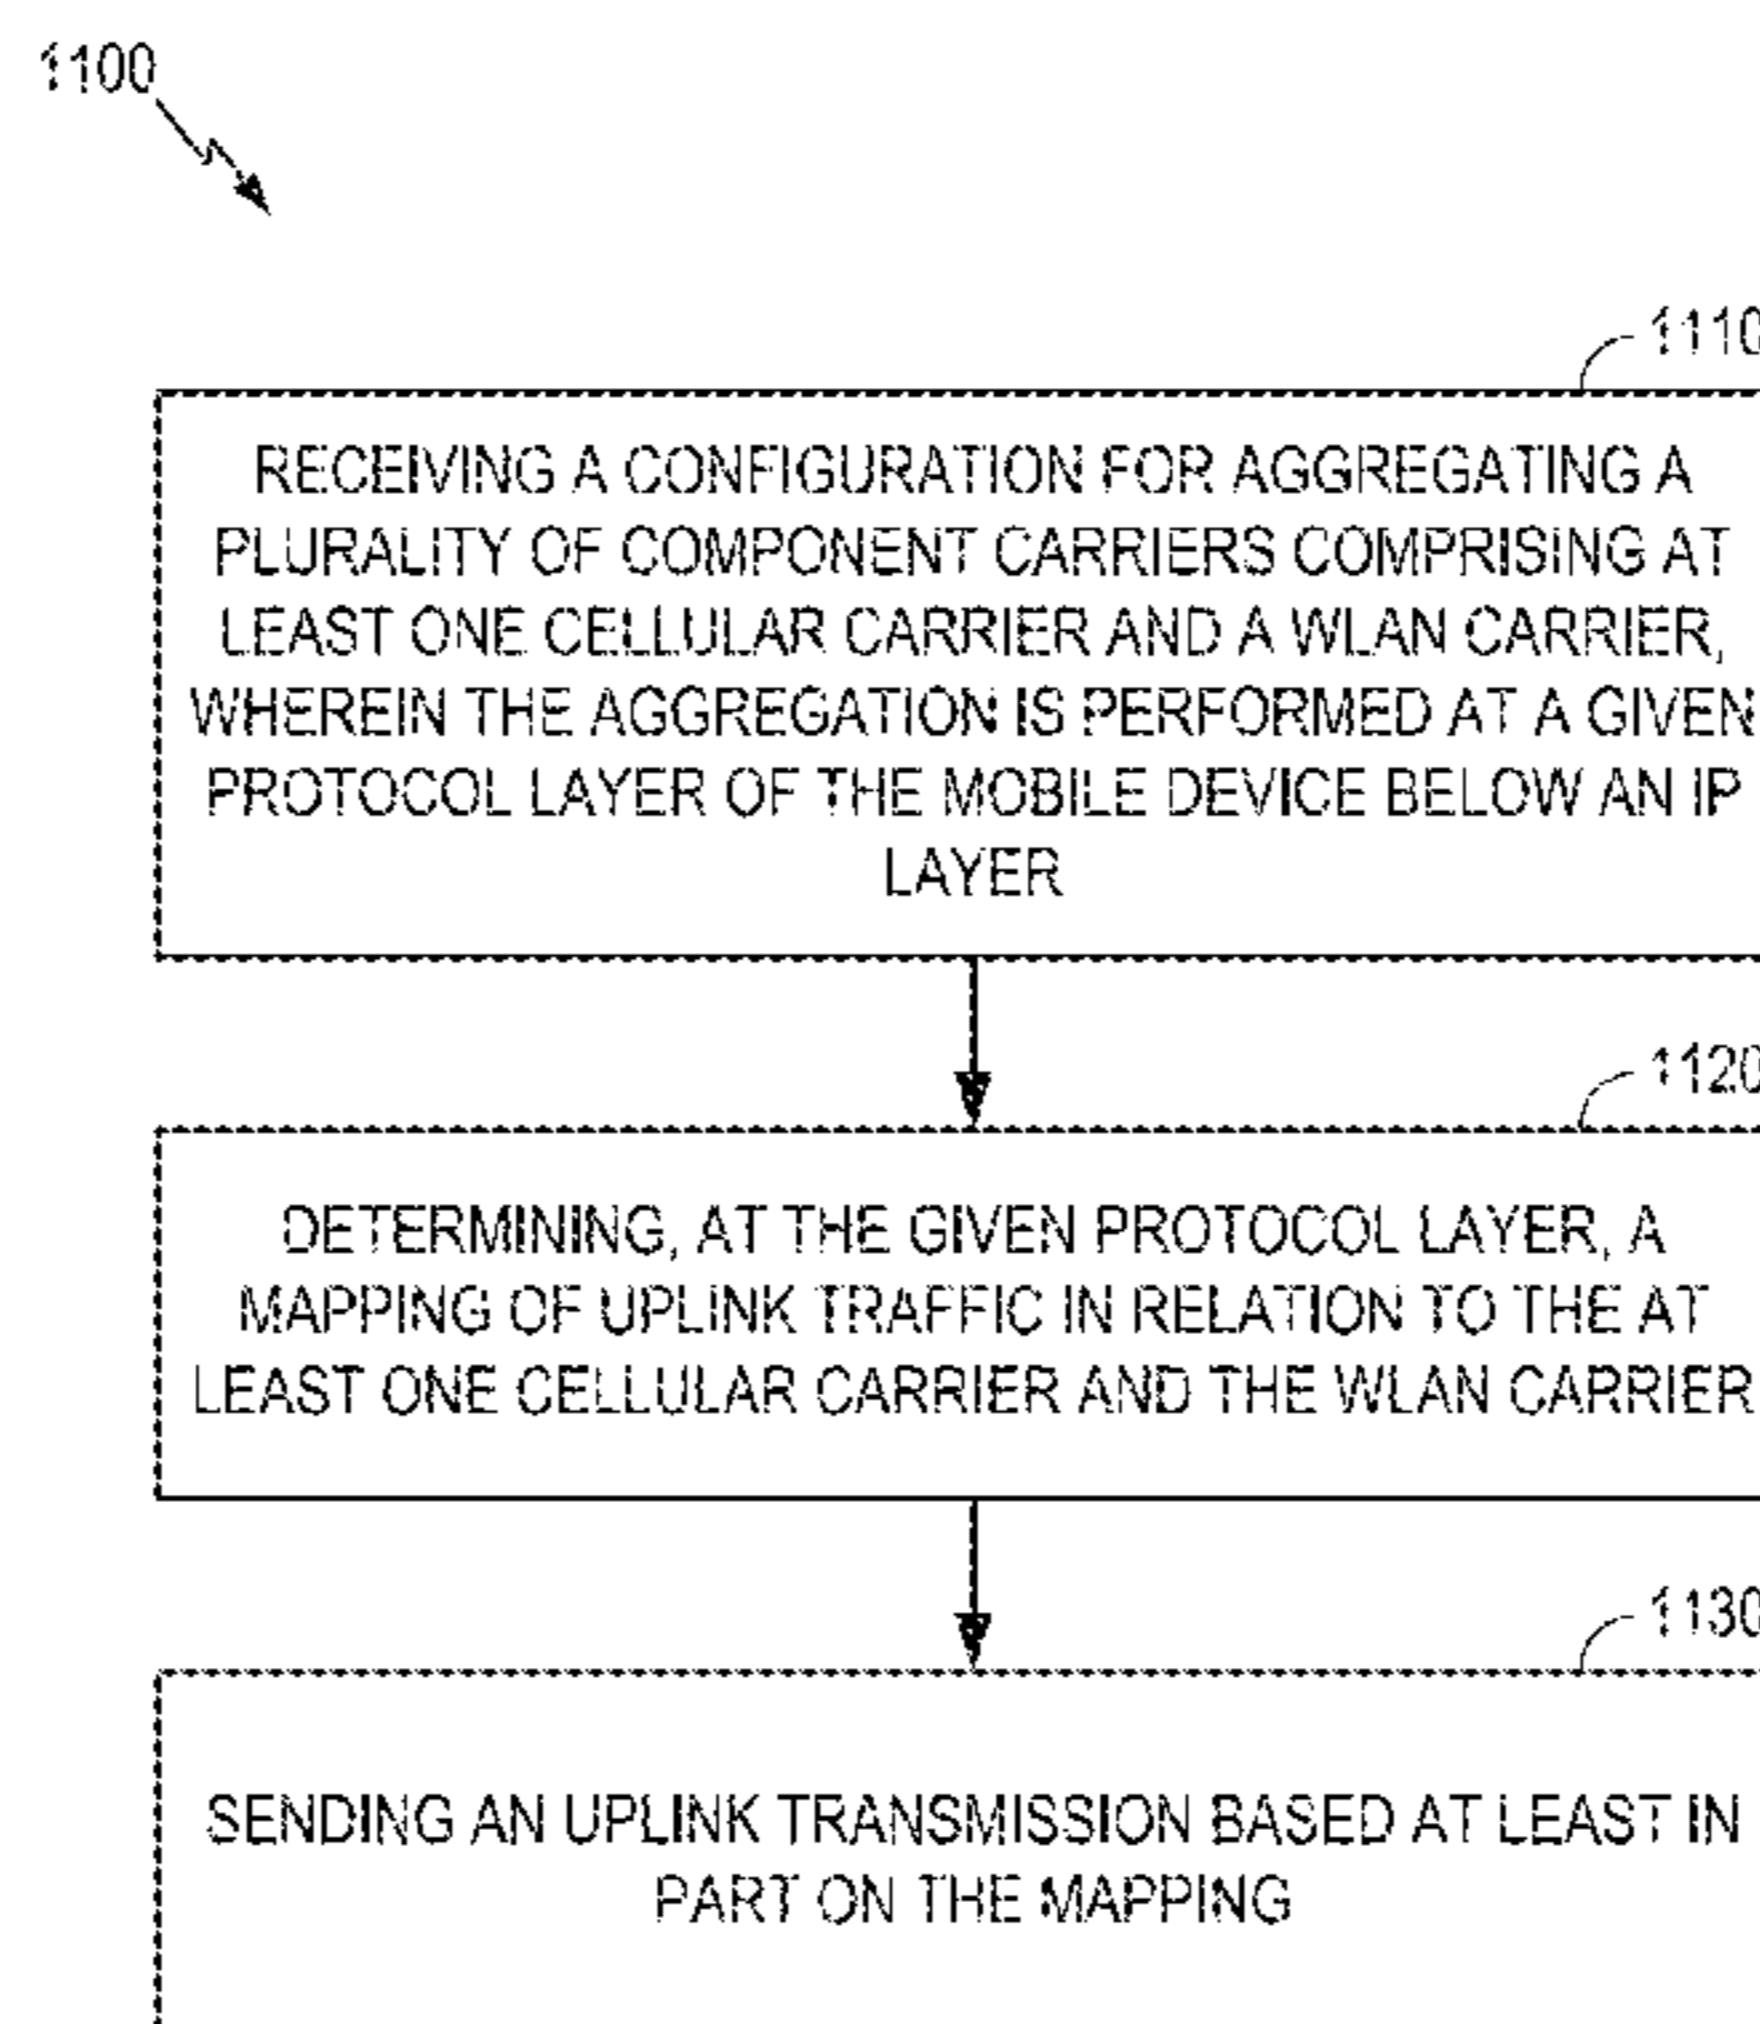 1100
1110
RECEIVING A CONFIGURATION FOR AGGREGATING A
PLURALITY OF COMPONENT CARRIERS COMPRISING AT
LEAST ONE CELLULAR CARRIER AND A WLAN CARRIER,
WHEREIN THE AGGREGATION IS PERFORMED AT A GIVEN
PROTOCOL LAYER OF THE MOBILE DEVICE BELOW AN IP
LAYER
1120
DETERMINING, AT THE GIVEN PROTOCOL LAYER, A
MAPPING OF UPLINK TRAFFIC IN RELATION TO THE AT
LEAST ONE CELLULAR CARRIER AND THE WLAN CARRIER
1130
SENDING AN UPLINK TRANSMISSION BASED AT LEAST IN
PART ON THE MAPPING